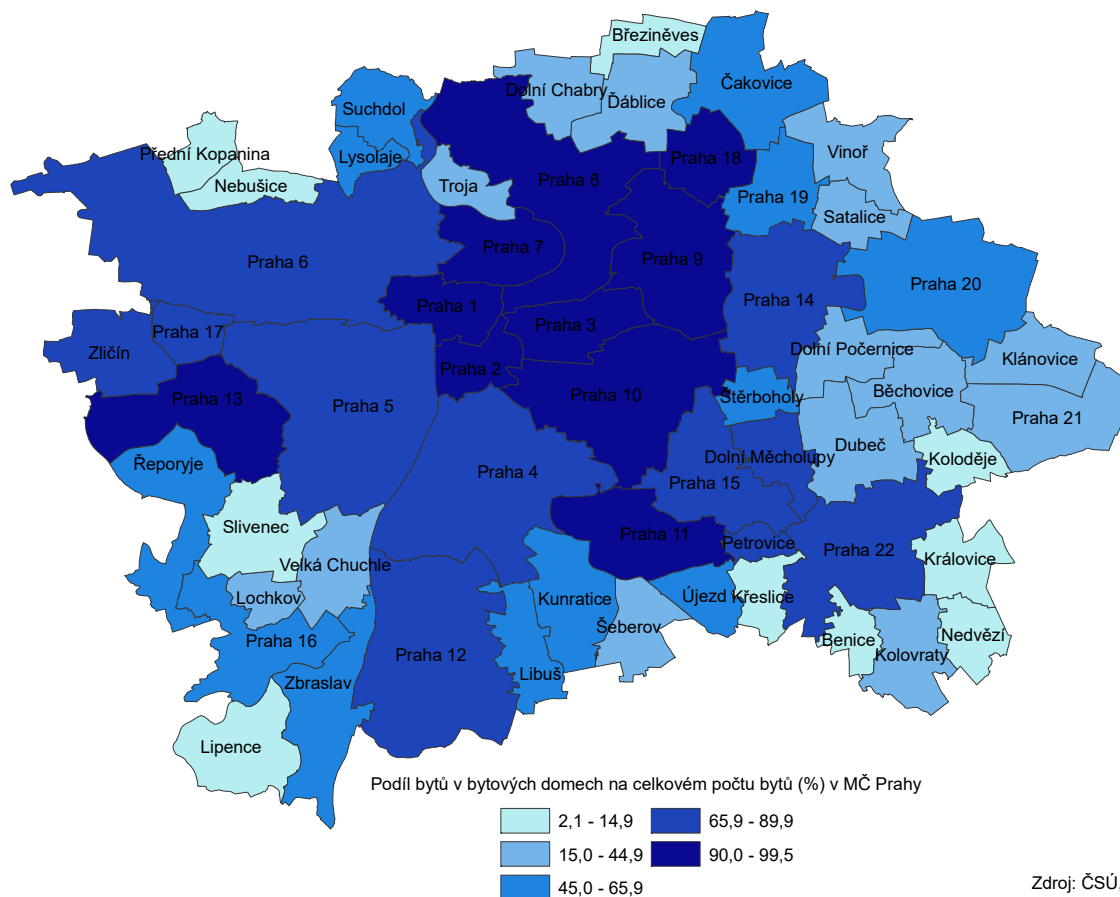 Březiněves
Dolní Chabry
Ďáblice
Čakovice
Suchdol
Přední Kopanina
Lysolaje
Praha 18
Vinoř
Nebušice
Troja
Praha 8
Praha 19
Satalice
Praha 7
Praha 6
Praha 9
Praha 20
Praha 1
Praha 14
Praha 3
Praha 17
Zličín
Dolní Počernice
Klánovice
Praha 2
Běchovice
Praha 13
Praha 5
Praha 10
Štěrboholy
Praha 21
Řeporyje
Praha 4
Dolní Měcholupy
Dubeč
Koloděje
Praha 15
Slivenec
Praha 11
Petrovice
Praha 22
Velká Chuchle
Královice
Lochkov
Kunratice
Újezd
Křeslice
Šeberov
Praha 16
Benice
Nedvězí
Praha 12
Kolovraty
Zbraslav
Libuš
Lipence
Podíl bytů v bytových domech na celkovém počtu bytů (%) v MČ Prahy
2,1 - 14,9
65,9 - 89,9
15,0 - 44,9
90,0 - 99,5
45,0 - 65,9
Zdroj: ČSÚ,